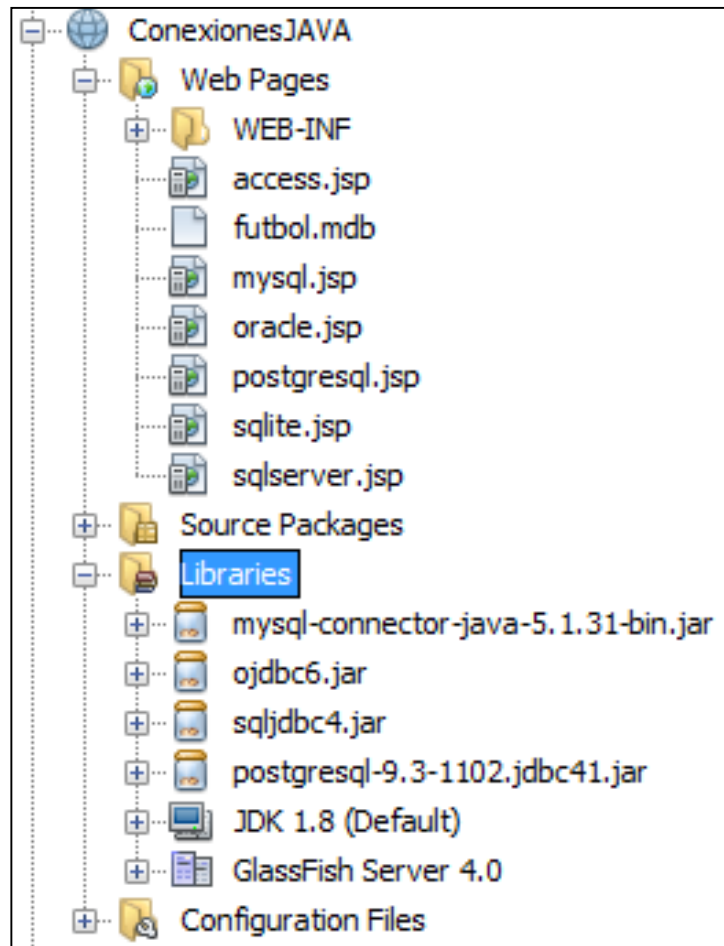 ConexionesJAVA
Web Pages
WEB-INF
access.jsp
futbol.mdb
mysql.jsp
oracle.jsp
postgresql.jsp
sqlite.jsp
sqlserver.jsp
Source Packages
Libraries
mysql-connector-java-5.1.31-bin.jar
ojdbc6.jar
sqljdbc4.jar
postgresql-9.3-1102.jdbc41.jar
JDK 1.8 (Default)
GlassFish Server 4.0
Configuration Files